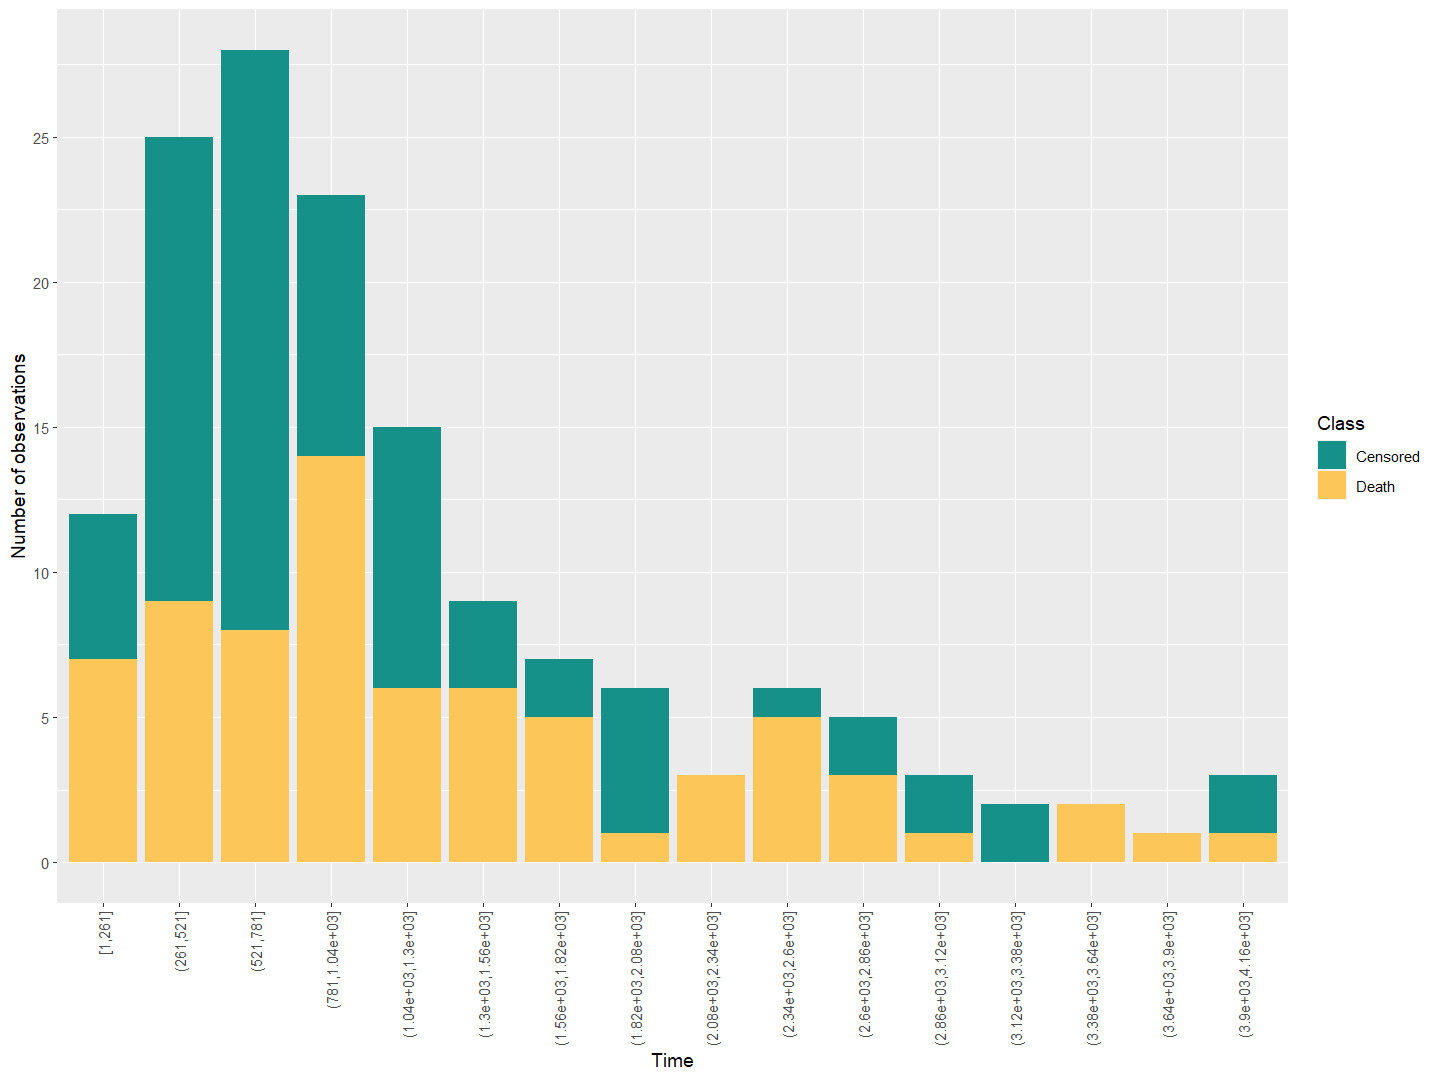 Number of observations
25
20
15
10
5
0
[1,261]
(261,521]
(521,781]
(781,1.04e+03]
(1.04e+03,1.3e+03]
(1.3e+03,1.56e+03]
(1.56e+03,1.82e+03]
(1.82e+03,2.08e+03]
(2.08e+03,2.34e+03]
(2.34e+03,2.6e+03]
(2.6e+03,2.86e+03]
(2.86e+03,3.12e+03]
(3.12e+03,3.38e+03]
(3.38e+03,3.64e+03]
(3.64e+03,3.9e+03]
(3.9e+03,4.16e+03]
Time
Class
Censored
Death